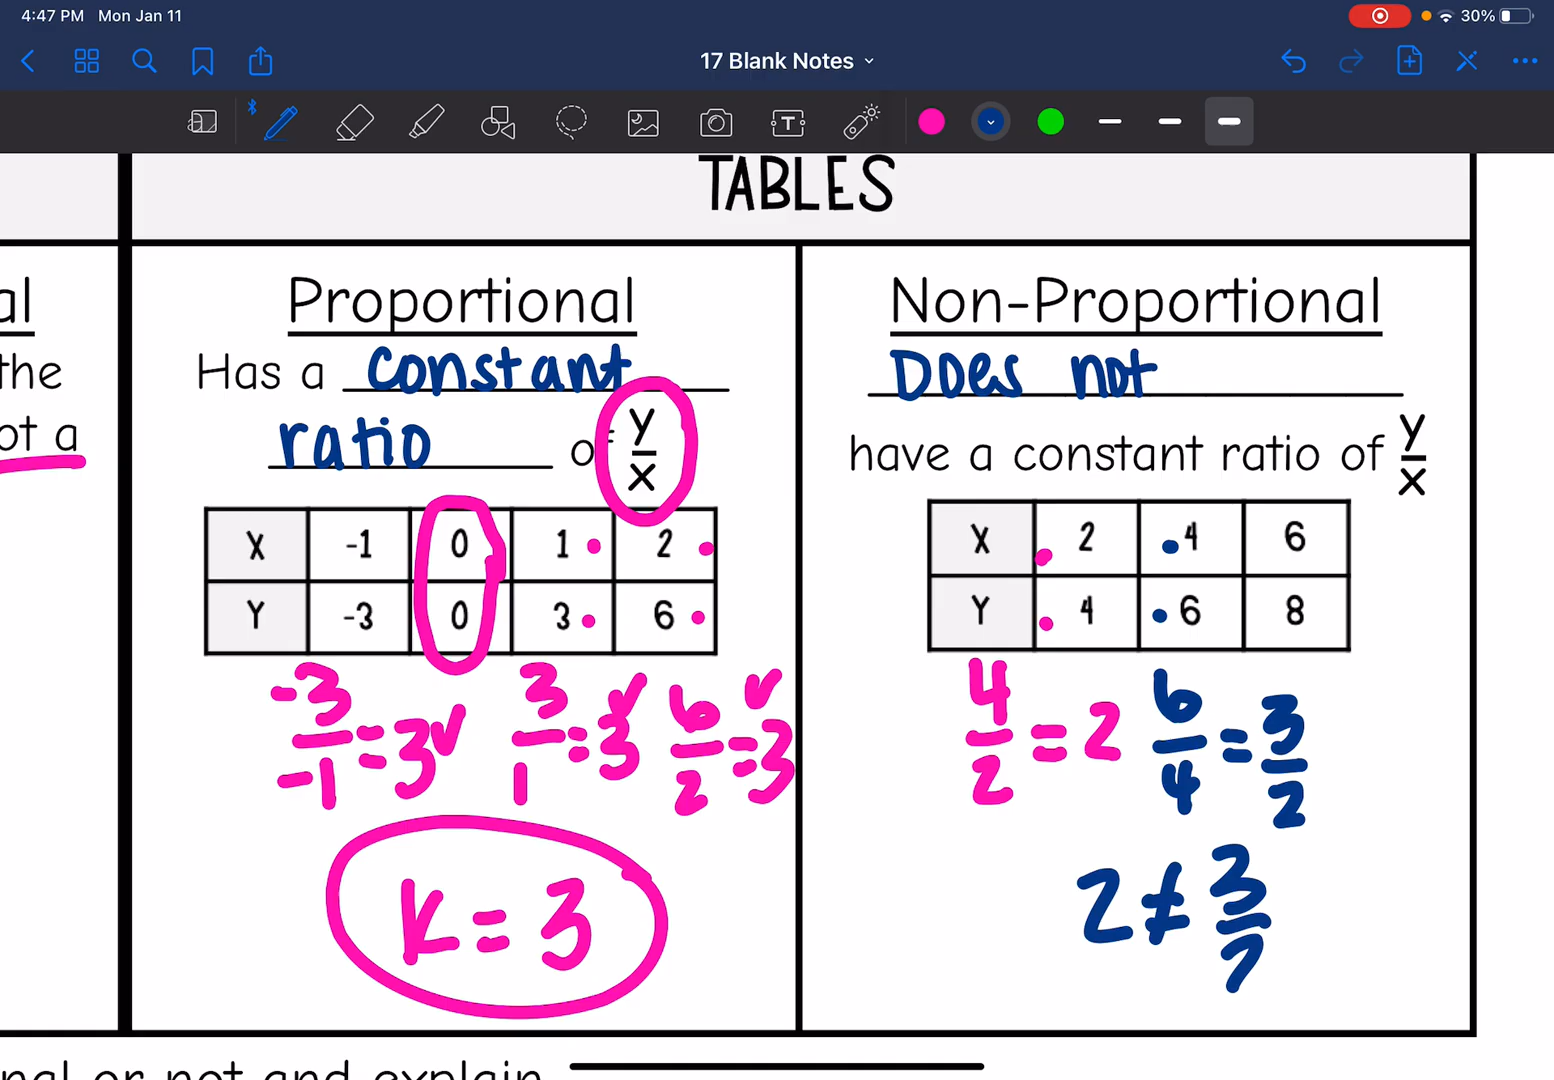 4:47 PM Mon Jan 11
30%
17 Blank Notes
T
TABLES
al
the
ot a
Proportional
Has a constant
ratio of y/x
X -1 0 1 2
Y -3 0 3 6
-3/-1 = 3 ✓ 3/1 = 3 ✓ 6/2 = 3 ✓
K = 3
Non-Proportional
Does not
have a constant ratio of y/x
X 2 4 6
Y 4 6 8
4/2 = 2 6/4 = 3/2
2 ≠ 3/2
nal or not and explain